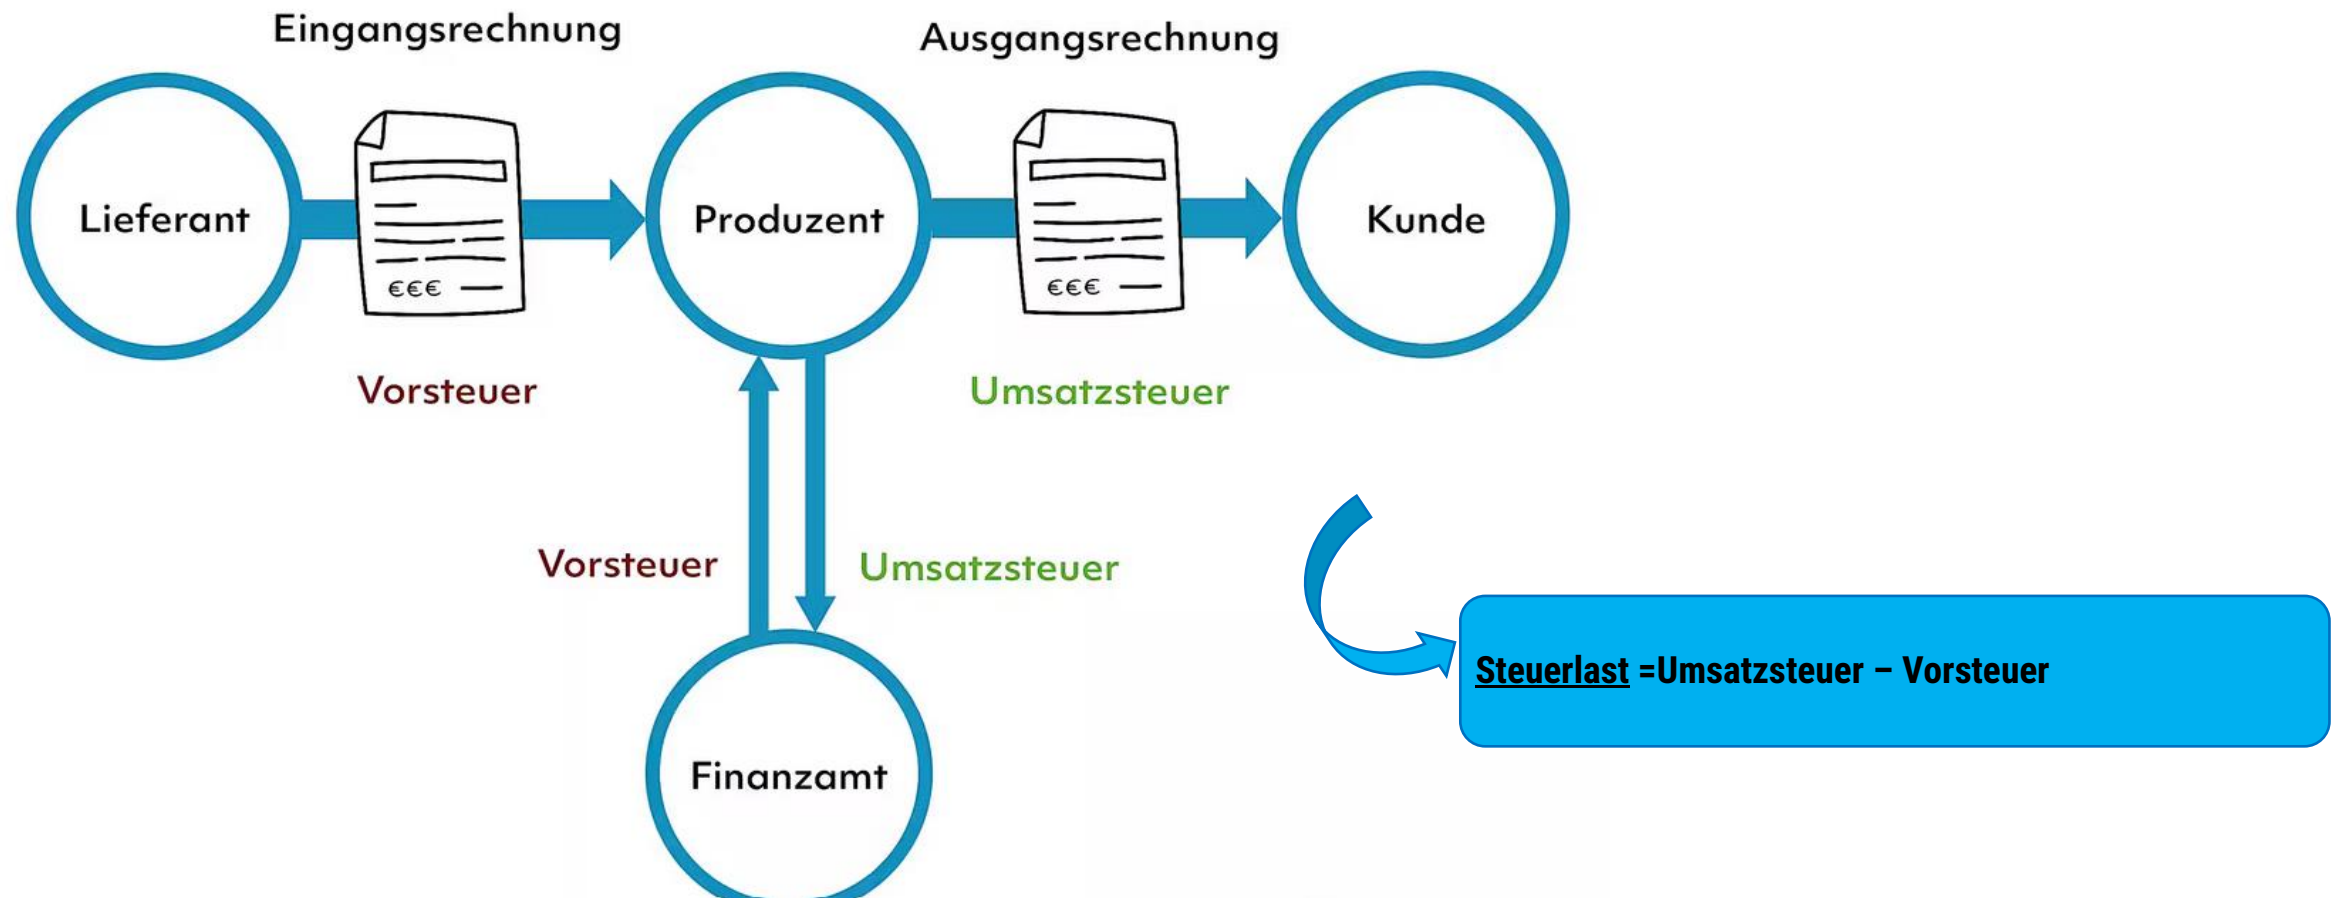 Eingangsrechnung
Ausgangsrechnung
Lieferant
€€€
Produzent
€€€
Kunde
Vorsteuer
Umsatzsteuer
Vorsteuer
Umsatzsteuer
Steuerlast =Umsatzsteuer – Vorsteuer
Finanzamt